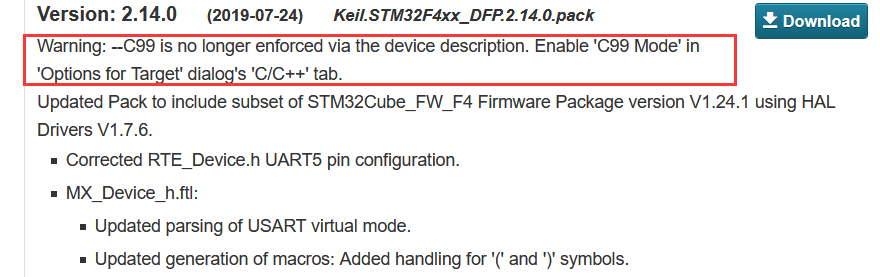 Version: 2.14.0 (2019-07-24) Keil.STM32F4xx_DFP.2.14.0.pack Download
Warning: --C99 is no longer enforced via the device description. Enable 'C99 Mode' in
'Options for Target' dialog's 'C/C++' tab.
Updated Pack to include subset of STM32Cube_FW_F4 Firmware Package version V1.24.1 using HAL
Drivers V1.7.6.
Corrected RTE_Device.h UART5 pin configuration.
MX_Device_h.ftl:
Updated parsing of USART virtual mode.
Updated generation of macros: Added handling for '(' and ')' symbols.